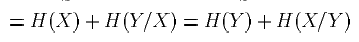 = H(X) + H(Y/X) = H(Y) + H(X/Y)